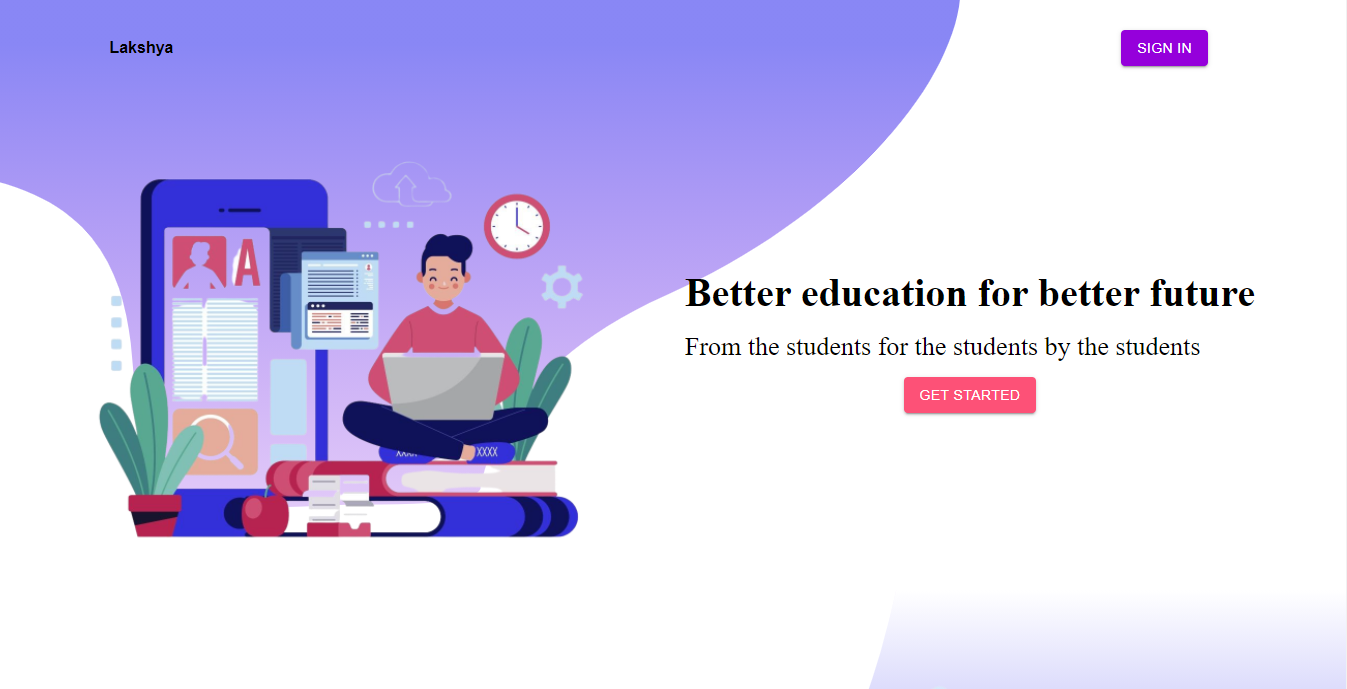 Lakshya
SIGN IN
A
Better education for better future
From the students for the students by the students
GET STARTED
XXXX
XXXX